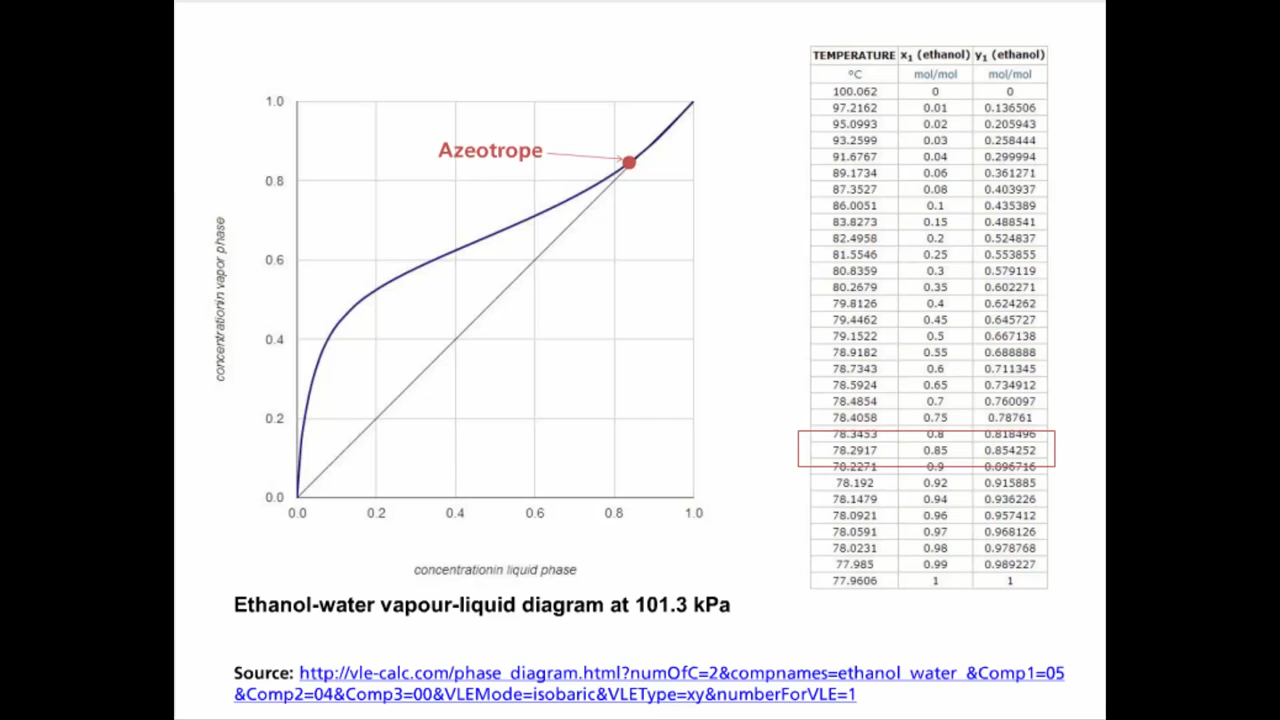 TEMPERATURE x₁ (ethanol) y₁ (ethanol)
°C mol/mol mol/mol
100.062 0 0
97.2162 0.01 0.136506
95.0993 0.02 0.205943
93.2599 0.03 0.258444
91.6767 0.04 0.299994
89.1734 0.06 0.361271
87.3527 0.08 0.403937
86.0051 0.1 0.435389
83.8273 0.15 0.488541
82.4958 0.2 0.524837
81.5546 0.25 0.553855
80.8359 0.3 0.579119
80.2679 0.35 0.602271
79.8126 0.4 0.624262
79.4462 0.45 0.645727
79.1522 0.5 0.667138
78.9182 0.55 0.688888
78.7343 0.6 0.711345
78.5924 0.65 0.734912
78.4854 0.7 0.760097
78.4058 0.75 0.78761
78.3453 0.8 0.818496
78.2917 0.85 0.854252
78.2271 0.9 0.896716
78.192 0.92 0.915885
78.1479 0.94 0.936226
78.0921 0.96 0.957412
78.0591 0.97 0.968126
78.0231 0.98 0.978768
77.985 0.99 0.989227
77.9606 1 1
1.0
Azeotrope
0.8
0.6
0.4
0.2
0.0
0.0 0.2 0.4 0.6 0.8 1.0
concentrationin vapor phase
concentrationin liquid phase
Ethanol-water vapour-liquid diagram at 101.3 kPa
Source: http://vle-calc.com/phase_diagram.html?numOfC=2&compnames=ethanol_water_&Comp1=05
&Comp2=04&Comp3=00&VLEMode=isobaric&VLEType=xy&numberForVLE=1